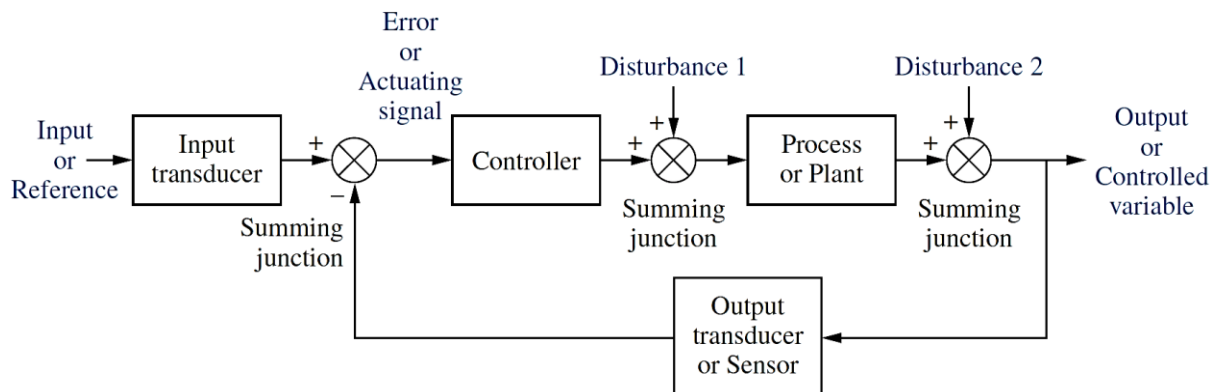 Input
or
Reference
Input
transducer
+
−
Summing
junction
Error
or
Actuating
signal
Controller
Disturbance 1
+
+
Summing
junction
Process
or Plant
Disturbance 2
+
+
Summing
junction
Output
or
Controlled
variable
Output
transducer
or Sensor